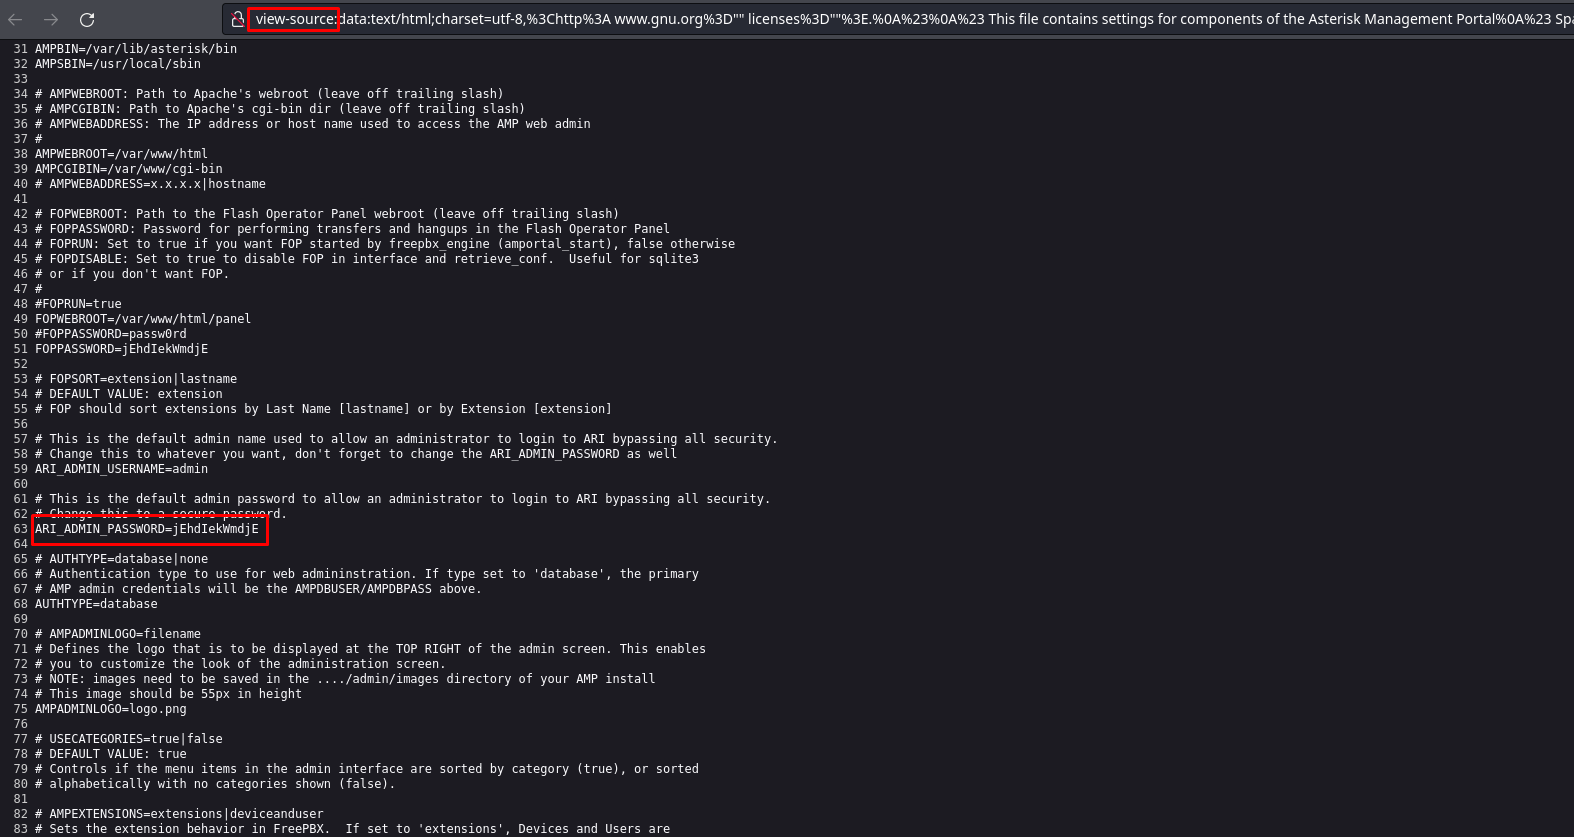 view-source:data:text/html;charset=utf-8,%3Chttp%3A www.gnu.org%3D"" licenses%3D""%3E.%0A%23%0A%23 This file contains settings for components of the Asterisk Management Portal%0A%23 Spa
31 AMPBIN=/var/lib/asterisk/bin
32 AMPSBIN=/usr/local/sbin
33
34 # AMPWEBROOT: Path to Apache's webroot (leave off trailing slash)
35 # AMPCGIBIN: Path to Apache's cgi-bin dir (leave off trailing slash)
36 # AMPWEBADDRESS: The IP address or host name used to access the AMP web admin
37 #
38 AMPWEBROOT=/var/www/html
39 AMPCGIBIN=/var/www/cgi-bin
40 # AMPWEBADDRESS=x.x.x.x|hostname
41
42 # FOPWEBROOT: Path to the Flash Operator Panel webroot (leave off trailing slash)
43 # FOPPASSWORD: Password for performing transfers and hangups in the Flash Operator Panel
44 # FOPRUN: Set to true if you want FOP started by freepbx_engine (amportal_start), false otherwise
45 # FOPDISABLE: Set to true to disable FOP in interface and retrieve_conf.  Useful for sqlite3
46 # or if you don't want FOP.
47 #
48 #FOPRUN=true
49 FOPWEBROOT=/var/www/html/panel
50 #FOPPASSWORD=passw0rd
51 FOPPASSWORD=jEhdIekWmdjE
52
53 # FOPSORT=extension|lastname
54 # DEFAULT VALUE: extension
55 # FOP should sort extensions by Last Name [lastname] or by Extension [extension]
56
57 # This is the default admin name used to allow an administrator to login to ARI bypassing all security.
58 # Change this to whatever you want, don't forget to change the ARI_ADMIN_PASSWORD as well
59 ARI_ADMIN_USERNAME=admin
60
61 # This is the default admin password to allow an administrator to login to ARI bypassing all security.
62 # Change this to a secure password.
63 ARI_ADMIN_PASSWORD=jEhdIekWmdjE
64
65 # AUTHTYPE=database|none
66 # Authentication type to use for web admininstration. If type set to 'database', the primary
67 # AMP admin credentials will be the AMPDBUSER/AMPDBPASS above.
68 AUTHTYPE=database
69
70 # AMPADMINLOGO=filename
71 # Defines the logo that is to be displayed at the TOP RIGHT of the admin screen. This enables
72 # you to customize the look of the administration screen.
73 # NOTE: images need to be saved in the ..../admin/images directory of your AMP install
74 # This image should be 55px in height
75 AMPADMINLOGO=logo.png
76
77 # USECATEGORIES=true|false
78 # DEFAULT VALUE: true
79 # Controls if the menu items in the admin interface are sorted by category (true), or sorted
80 # alphabetically with no categories shown (false).
81
82 # AMPEXTENSIONS=extensions|deviceanduser
83 # Sets the extension behavior in FreePBX.  If set to 'extensions', Devices and Users are